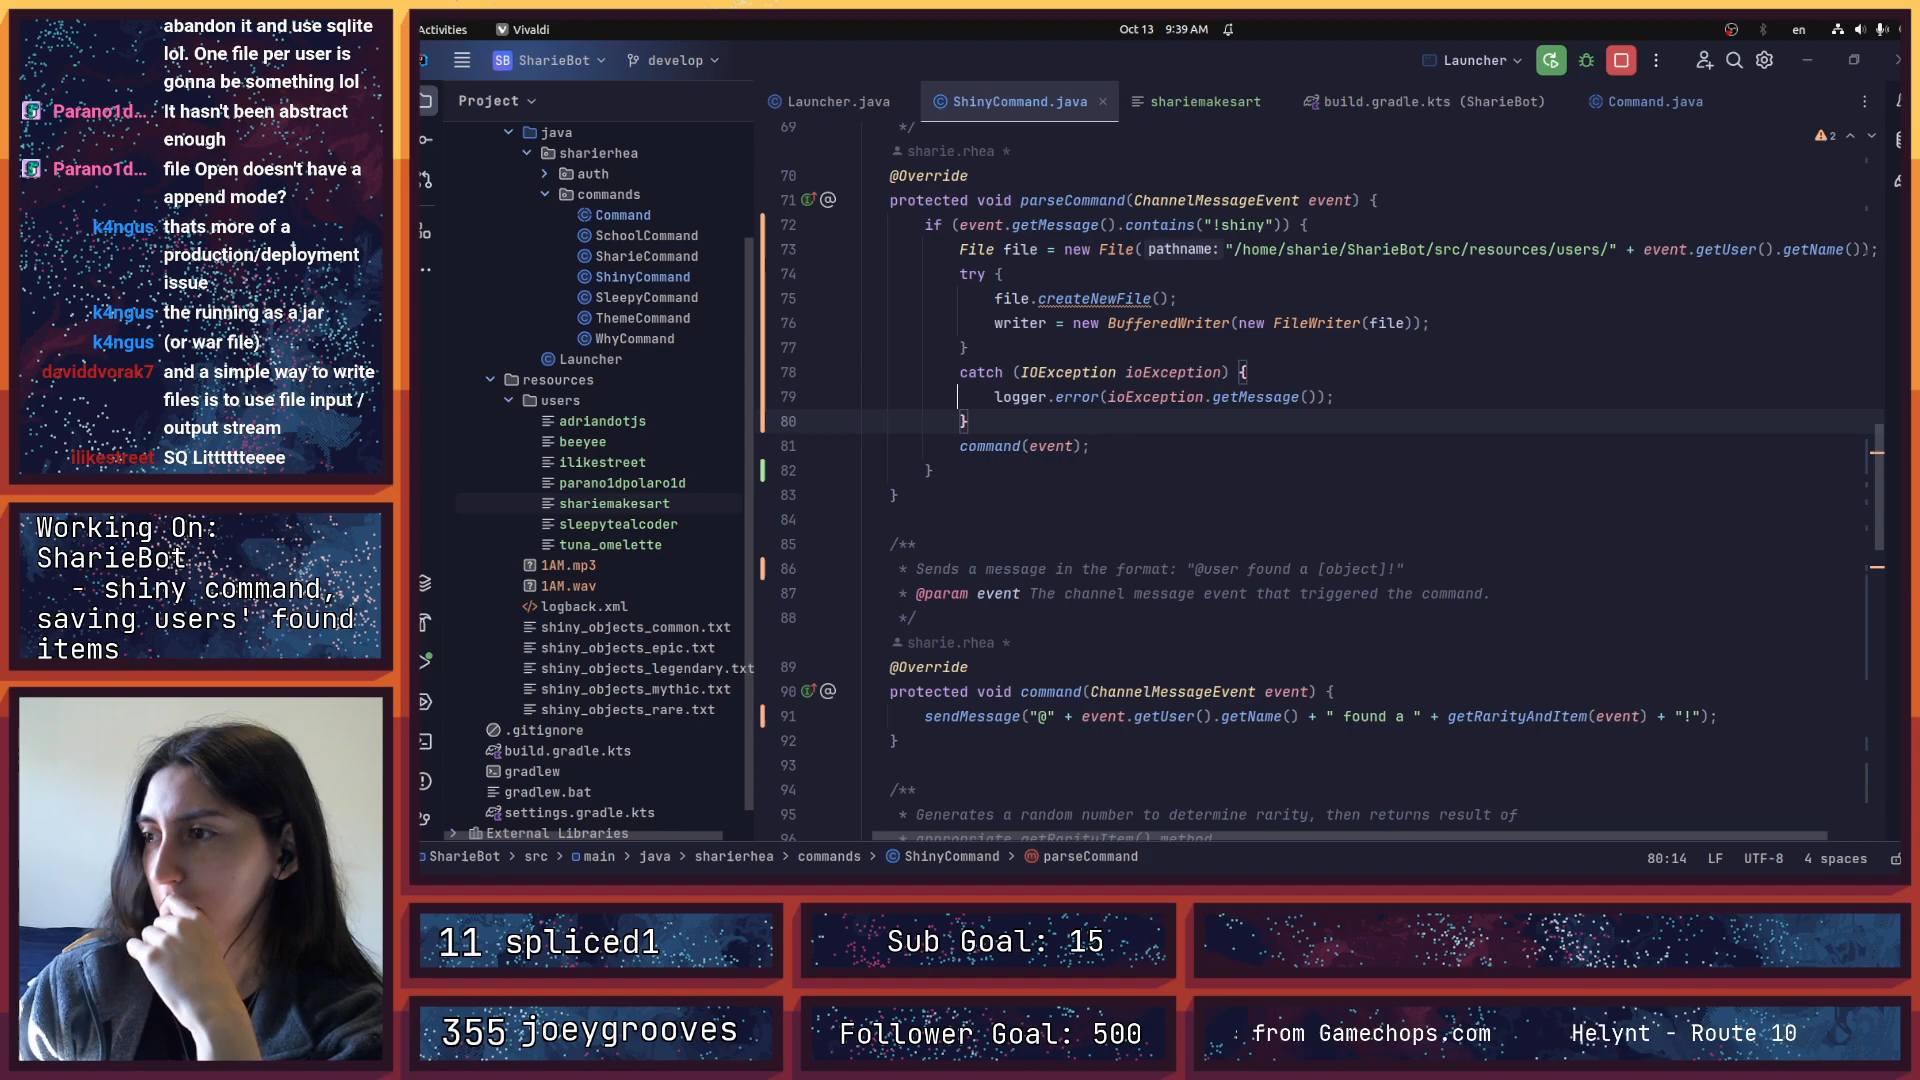 abandon it and use sqlite
lol. One file per user is
gonna be something lol
Parano1d... It hasn't been abstract
enough
Parano1d... file Open doesn't have a
append mode?
k4ngus thats more of a
production/deployment
issue
k4ngus the running as a jar
k4ngus (or war file)
daviddvorak7 and a simple way to write
files is to use file input /
output stream
ilikestreet SQ Litttttteeee
Working On:
SharieBot
- shiny command,
saving users' found
items
Activities Vivaldi Oct 13 9:39 AM en
SB ShareBot develop Launcher
Project
java
sharierhea
auth
commands
Command
SchoolCommand
SharieCommand
ShinyCommand
SleepyCommand
ThemeCommand
WhyCommand
Launcher
resources
users
adriandotjs
beeyee
ilikestreet
parano1dpolaro1d
shariemakesart
sleepytealcoder
tuna_omelette
1AM.mp3
1AM.wav
logback.xml
shiny_objects_common.txt
shiny_objects_epic.txt
shiny_objects_legendary.txt
shiny_objects_mythic.txt
shiny_objects_rare.txt
.gitignore
build.gradle.kts
gradlew
gradlew.bat
settings.gradle.kts
External Libraries
Launcher.java ShinyCommand.java shariemakesart build.gradle.kts (SharieBot) Command.java
2
69 */
sharie.rhea *
70 @Override
71 protected void parseCommand(ChannelMessageEvent event) {
72 if (event.getMessage().contains("!shiny")) {
73 File file = new File( pathname: "/home/sharie/SharieBot/src/resources/users/" + event.getUser().getName());
74 try {
75 file.createNewFile();
76 writer = new BufferedWriter(new FileWriter(file));
77 }
78 catch (IOException ioException) {
79 logger.error(ioException.getMessage());
80 }
81 command(event);
82 }
83 }
84
85 /**
86 * Sends a message in the format: "@user found a [object]!"
87 * @param event The channel message event that triggered the command.
88 */
sharie.rhea *
89 @Override
90 protected void command(ChannelMessageEvent event) {
91 sendMessage("@" + event.getUser().getName() + " found a " + getRarityAndItem(event) + "!");
92 }
93
94 /**
95 * Generates a random number to determine rarity, then returns result of
96 * appropriate getRarityItem() method
SharieBot > src > main > java > sharierhea > commands > ShinyCommand > parseCommand 80:14 LF UTF-8 4 spaces
11 spliced1
Sub Goal: 15
355 joeygrooves
Follower Goal: 500
from Gamechops.com Helynt - Route 10